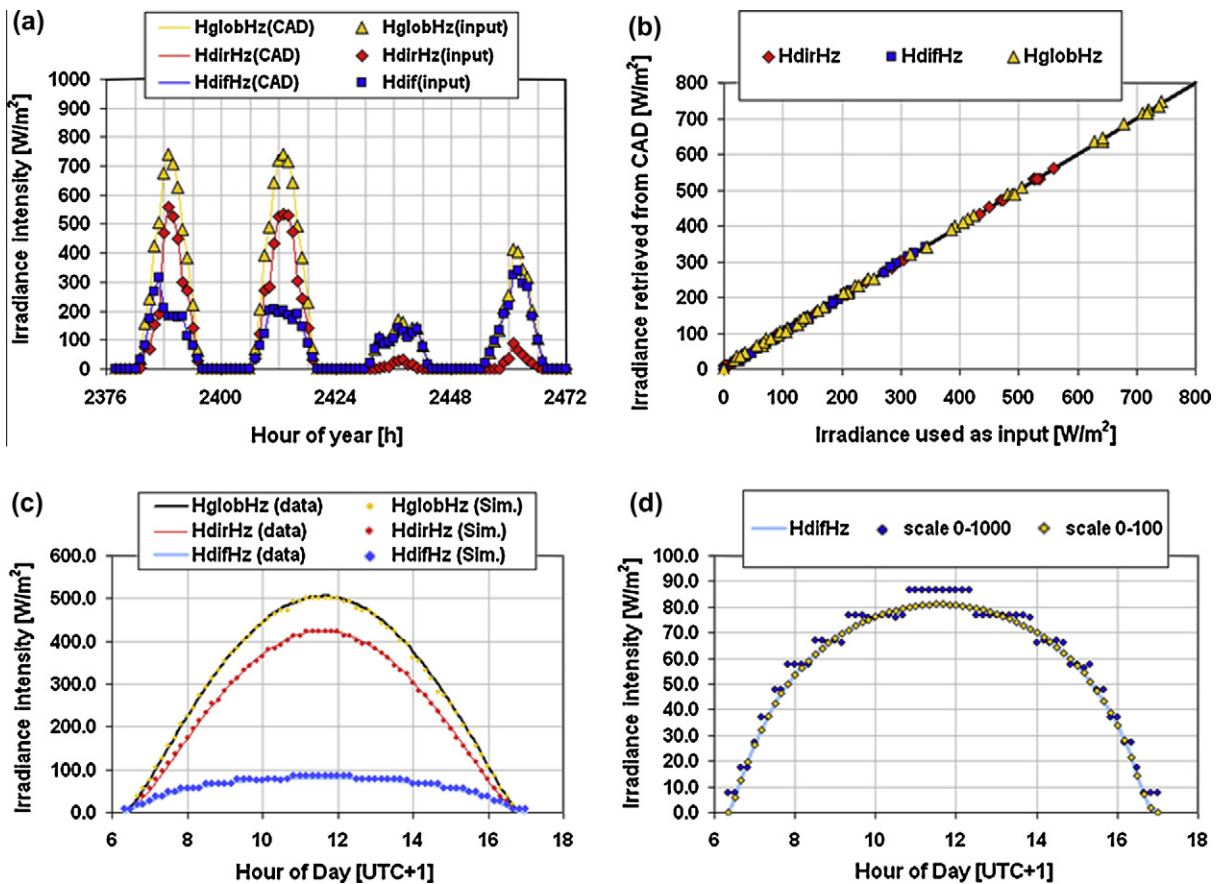 (a)
HglobHz(CAD) HglobHz(input)
HdirHz(CAD) HdirHz(input)
HdifHz(CAD) Hdif(input)
Irradiance intensity [W/m²]
1000
900
800
700
600
500
400
300
200
100
0
2376 2400 2424 2448 2472
Hour of year [h]
(b)
HdirHz HdifHz HglobHz
Irradiance retrieved from CAD [W/m²]
800
700
600
500
400
300
200
100
0
0 100 200 300 400 500 600 700 800
Irradiance used as input [W/m²]
(c)
HglobHz (data) HglobHz (Sim.)
HdirHz (data) HdirHz (Sim.)
HdifHz (data) HdifHz (Sim.)
Irradiance intensity [W/m²]
600.0
500.0
400.0
300.0
200.0
100.0
0.0
6 8 10 12 14 16 18
Hour of Day [UTC+1]
(d)
HdifHz scale 0-1000 scale 0-100
Irradiance intensity [W/m²]
100.0
90.0
80.0
70.0
60.0
50.0
40.0
30.0
20.0
10.0
0.0
6 8 10 12 14 16 18
Hour of Day [UTC+1]